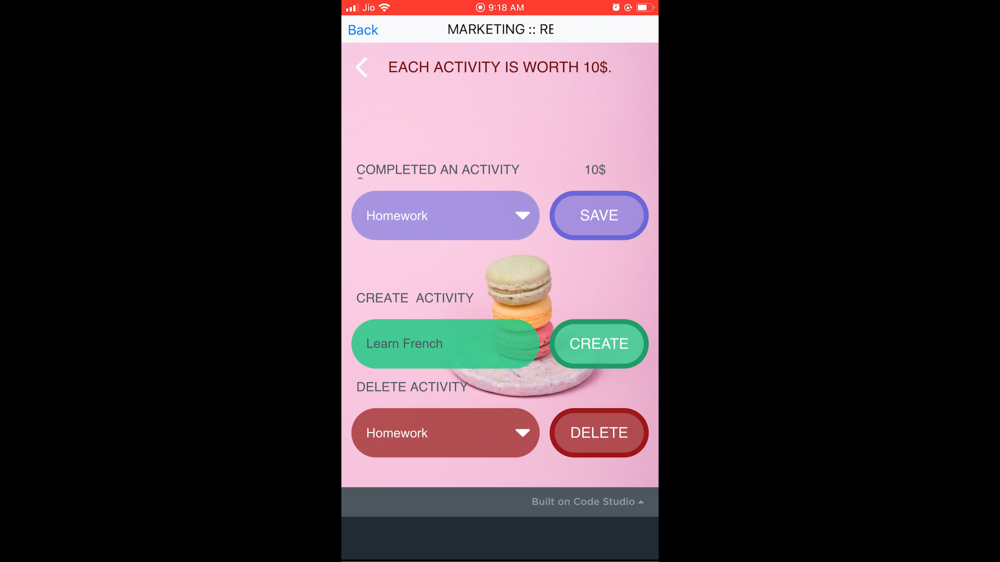 Jio 9:18 AM
Back MARKETING :: RE
EACH ACTIVITY IS WORTH 10$.
COMPLETED AN ACTIVITY 10$
Homework SAVE
CREATE  ACTIVITY
Learn French CREATE
DELETE ACTIVITY
Homework DELETE
Built on Code Studio